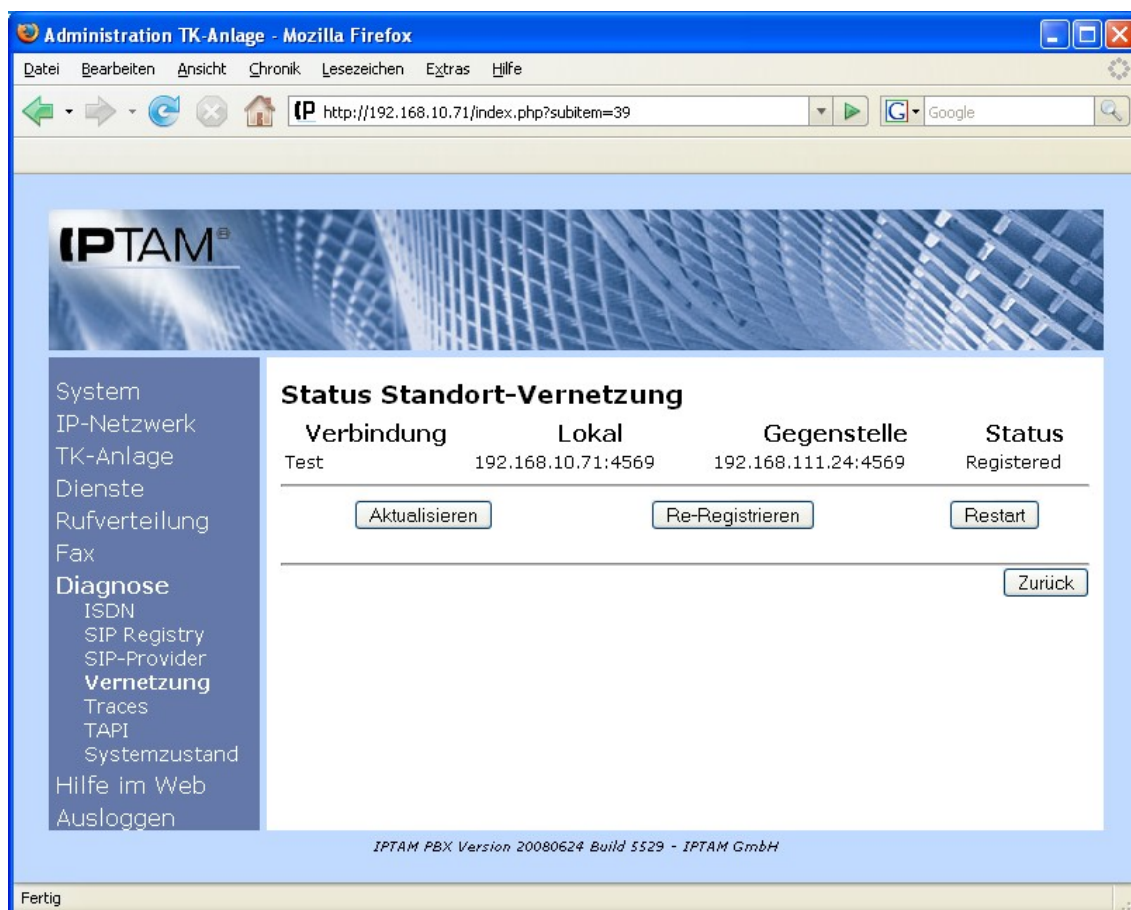 Administration TK-Anlage - Mozilla Firefox
Datei Bearbeiten Ansicht Chronik Lesezeichen Extras Hilfe
http://192.168.10.71/index.php?subitem=39
G Google
IPTAM®
System
IP-Netzwerk
TK-Anlage
Dienste
Rufverteilung
Fax
Diagnose
ISDN
SIP Registry
SIP-Provider
Vernetzung
Traces
TAPI
Systemzustand
Hilfe im Web
Ausloggen
Status Standort-Vernetzung
Verbindung Lokal Gegenstelle Status
Test 192.168.10.71:4569 192.168.111.24:4569 Registered
Aktualisieren Re-Registrieren Restart
Zurück
IPTAM PBX Version 20080624 Build 5529 - IPTAM GmbH
Fertig